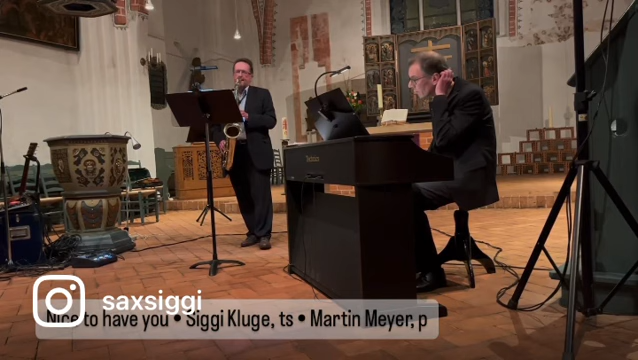 saxsiggi
Nice to have you • Siggi Kluge, ts • Martin Meyer, p